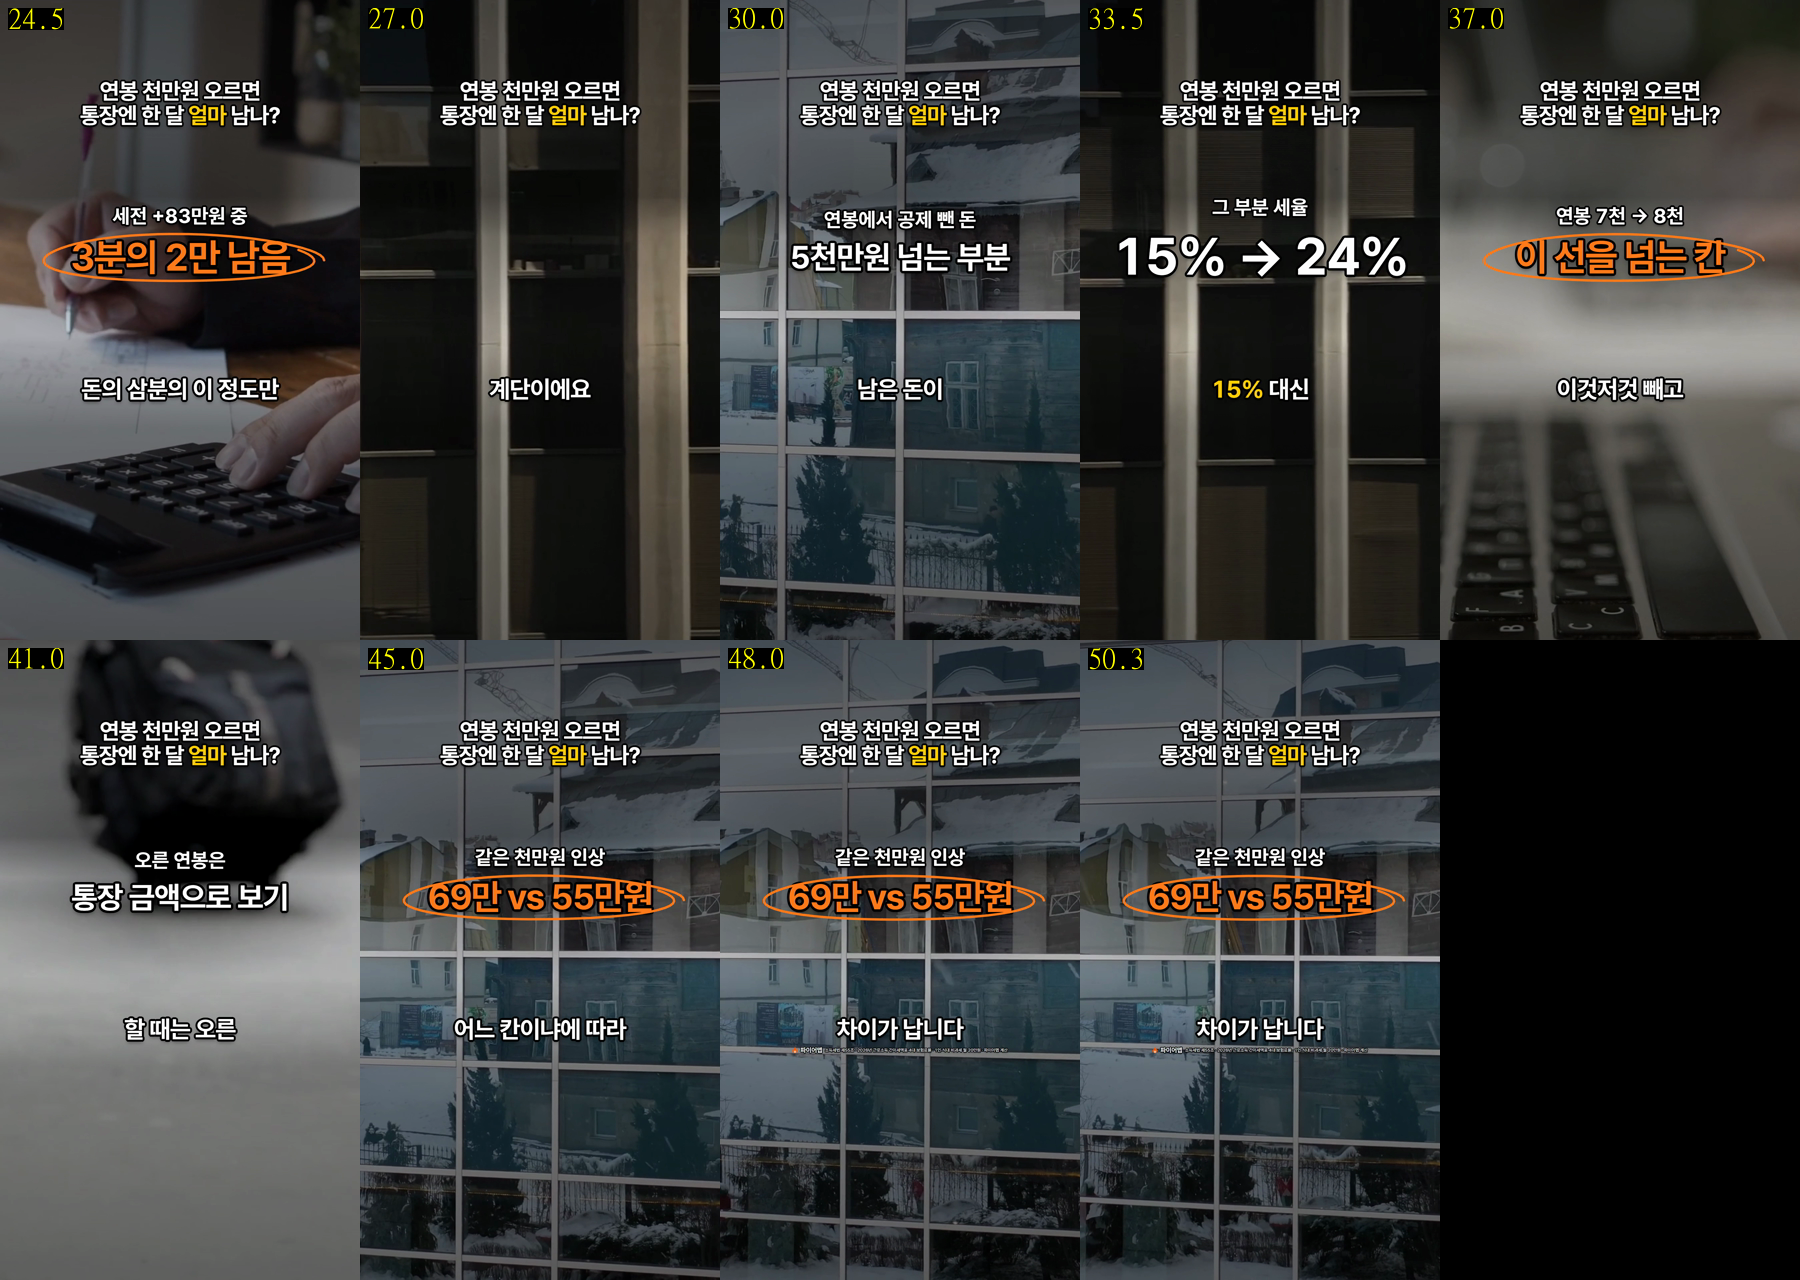 24.5
연봉 천만원 오르면
통장엔 한 달 얼마 남나?
세전 +83만원 중
3분의 2만 남음
돈의 삼분의 이 정도만
27.0
연봉 천만원 오르면
통장엔 한 달 얼마 남나?
계단이에요
30.0
연봉 천만원 오르면
통장엔 한 달 얼마 남나?
연봉에서 공제 뺀 돈
5천만원 넘는 부분
남은 돈이
33.5
연봉 천만원 오르면
통장엔 한 달 얼마 남나?
그 부분 세율
15% → 24%
15% 대신
37.0
연봉 천만원 오르면
통장엔 한 달 얼마 남나?
연봉 7천 → 8천
이 선을 넘는 칸
이것저것 빼고
41.0
연봉 천만원 오르면
통장엔 한 달 얼마 남나?
오른 연봉은
통장 금액으로 보기
할 때는 오른
45.0
연봉 천만원 오르면
통장엔 한 달 얼마 남나?
같은 천만원 인상
69만 vs 55만원
어느 칸이냐에 따라
48.0
연봉 천만원 오르면
통장엔 한 달 얼마 남나?
같은 천만원 인상
69만 vs 55만원
차이가 납니다
50.3
연봉 천만원 오르면
통장엔 한 달 얼마 남나?
같은 천만원 인상
69만 vs 55만원
차이가 납니다